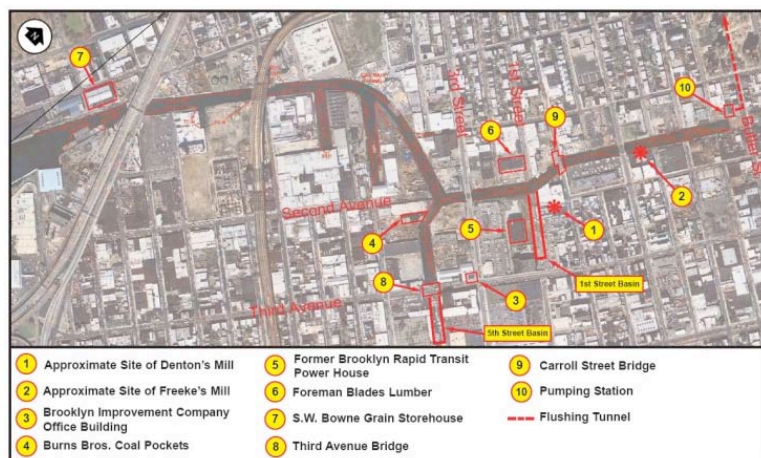 7
3rd Street
1st Street
9
10
6
Butler St
Second Avenue
2
4
5
1
Third Avenue
8
3
1st Street Basin
5th Street Basin
1 Approximate Site of Denton's Mill
2 Approximate Site of Freeke's Mill
3 Brooklyn Improvement Company
Office Building
4 Burns Bros. Coal Pockets
5 Former Brooklyn Rapid Transit
Power House
6 Foreman Blades Lumber
7 S.W. Bowne Grain Storehouse
8 Third Avenue Bridge
9 Carroll Street Bridge
10 Pumping Station
Flushing Tunnel